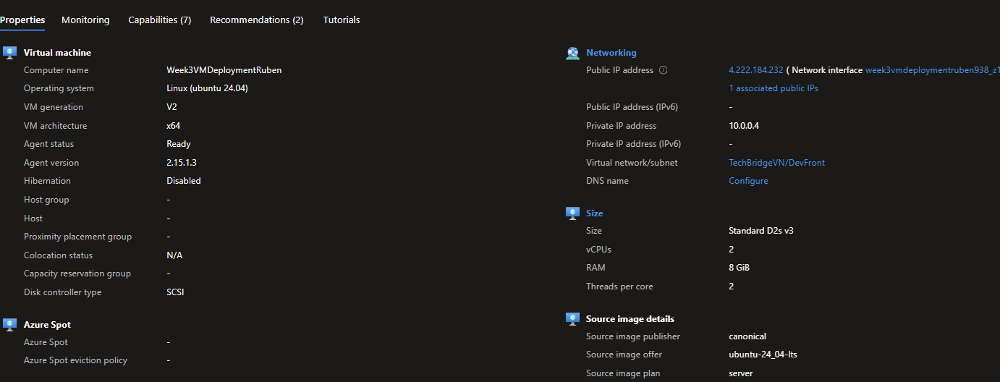 Properties Monitoring Capabilities (7) Recommendations (2) Tutorials
Virtual machine
Computer name Week3VMDeploymentRuben
Operating system Linux (ubuntu 24.04)
VM generation V2
VM architecture x64
Agent status Ready
Agent version 2.15.1.3
Hibernation Disabled
Host group -
Host -
Proximity placement group -
Colocation status N/A
Capacity reservation group -
Disk controller type SCSI
Azure Spot
Azure Spot -
Azure Spot eviction policy -
Networking
Public IP address 4.222.184.232 ( Network interface week3vmdeploymentruben938_z1
1 associated public IPs
Public IP address (IPv6) -
Private IP address 10.0.0.4
Private IP address (IPv6) -
Virtual network/subnet TechBridgeVN/DevFront
DNS name Configure
Size
Size Standard D2s v3
vCPUs 2
RAM 8 GiB
Threads per core 2
Source image details
Source image publisher canonical
Source image offer ubuntu-24_04-lts
Source image plan server